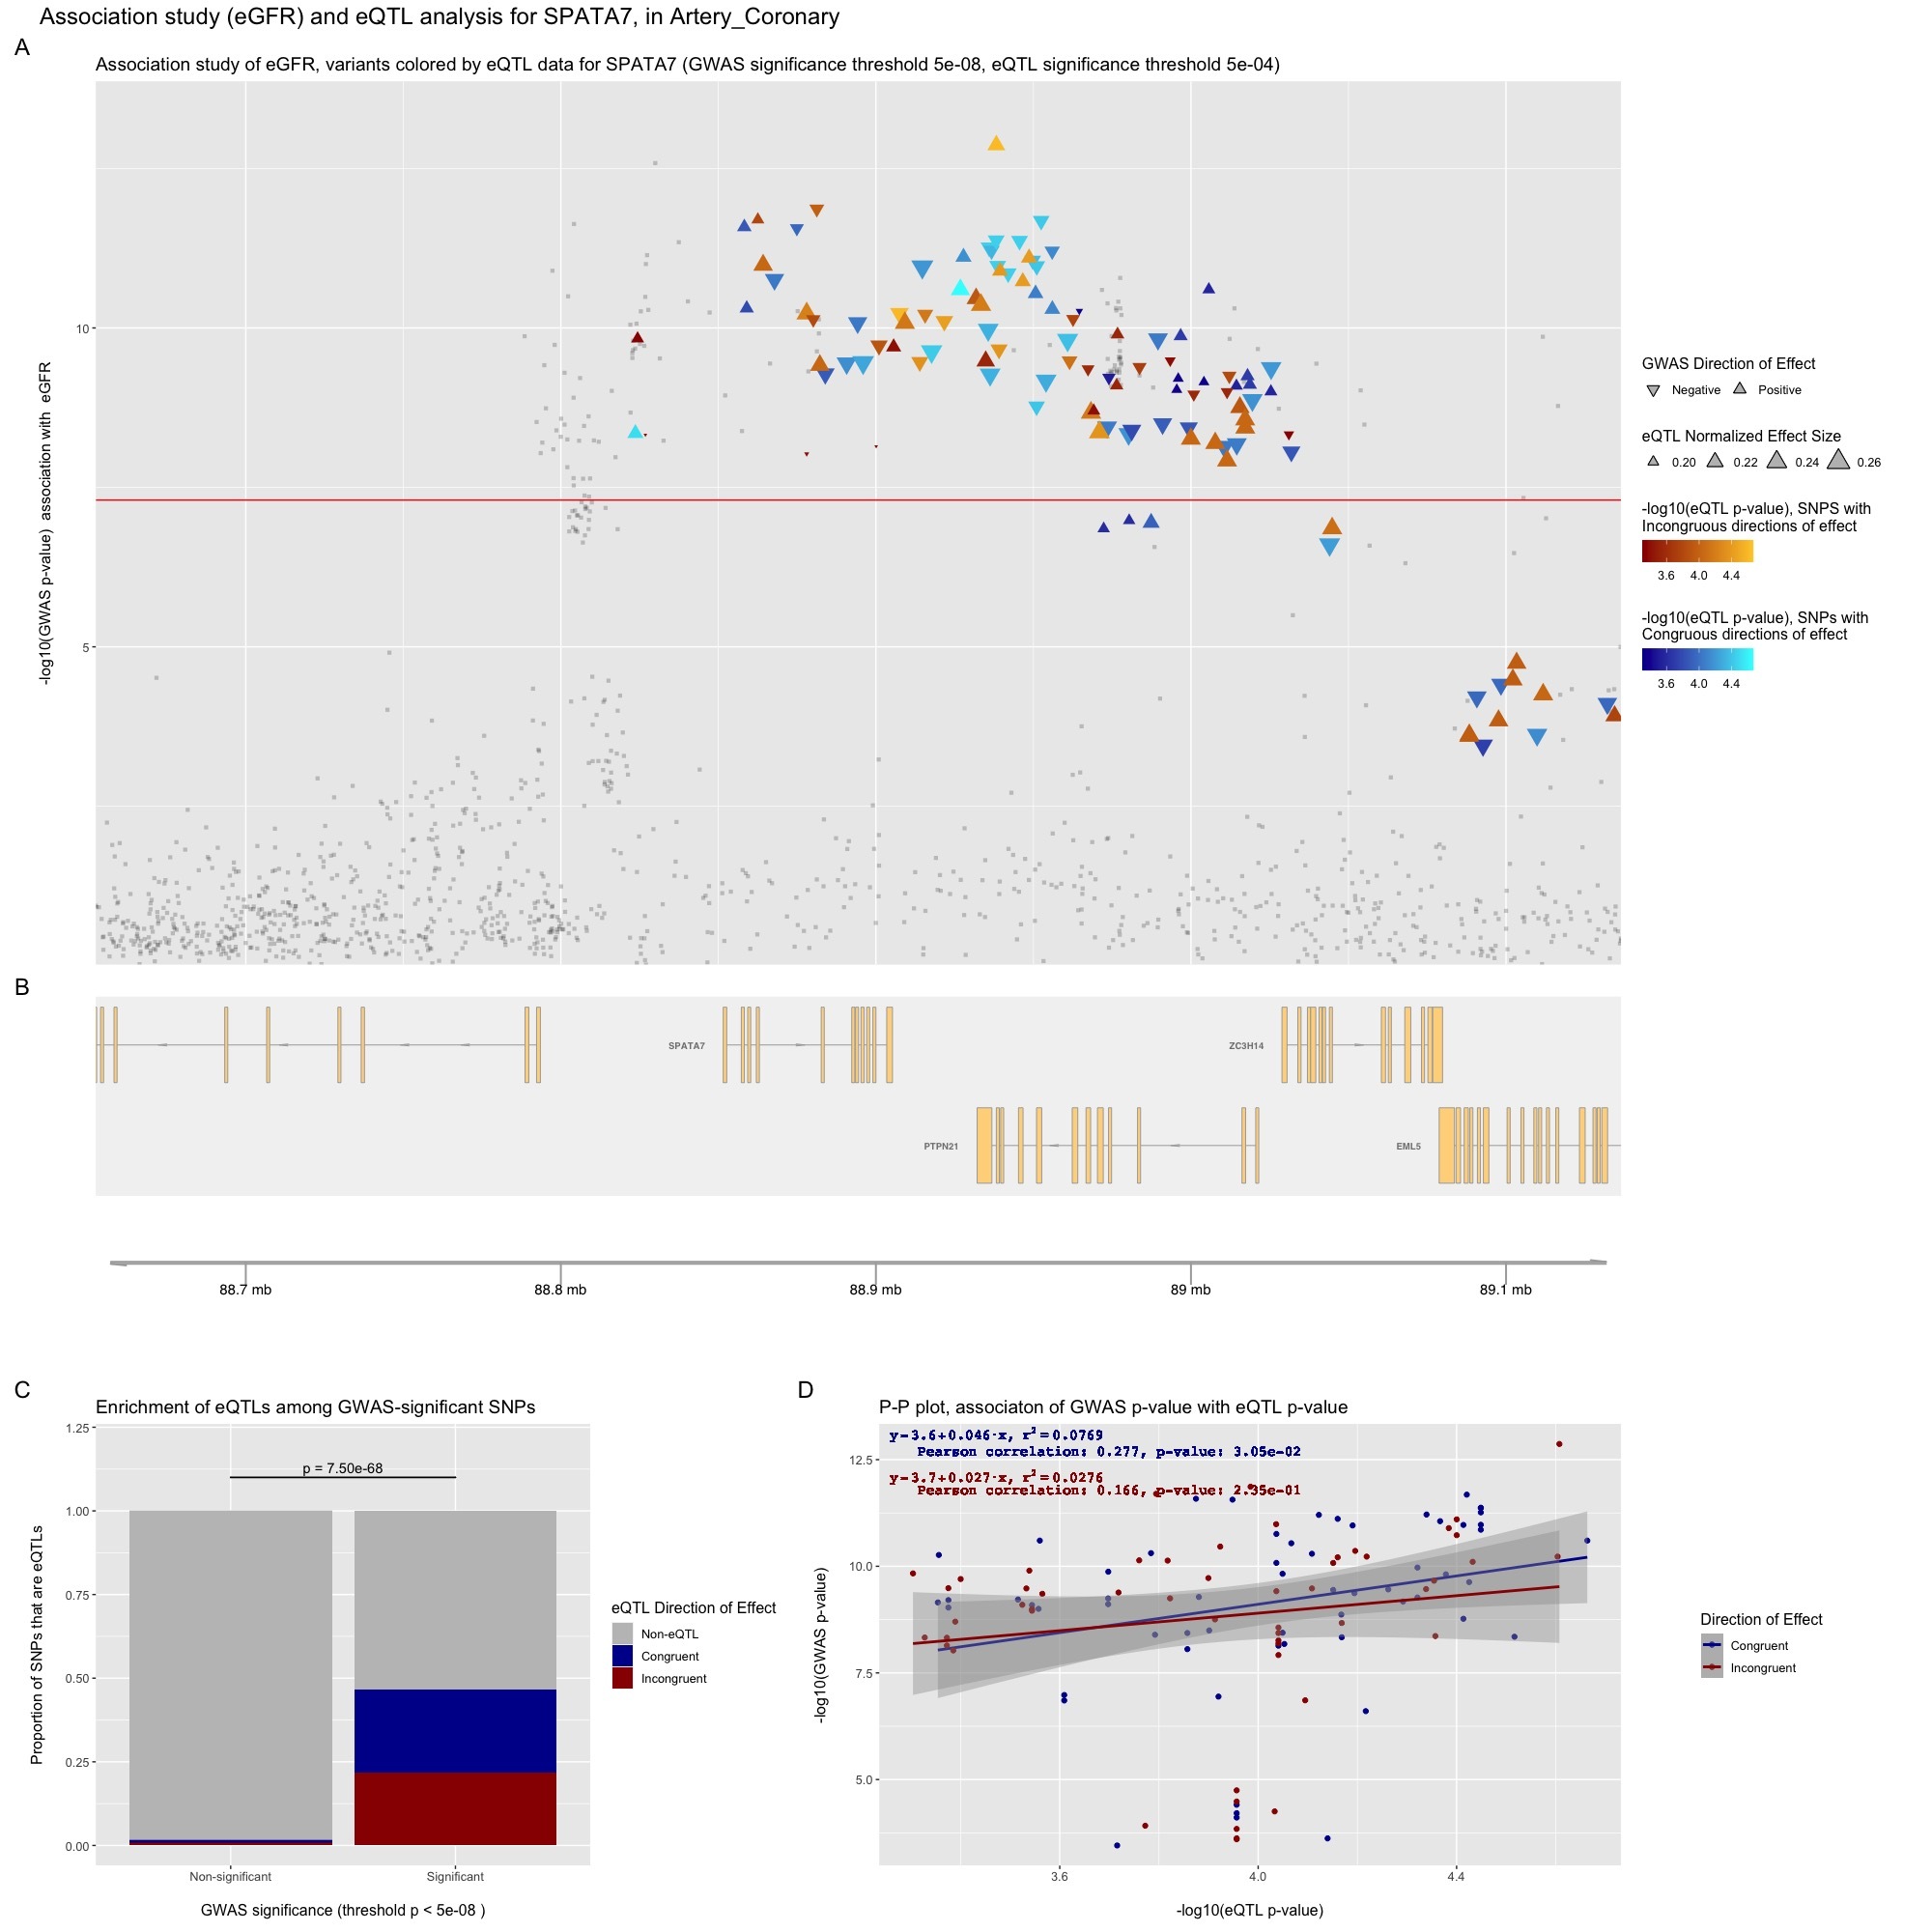 Association study (eGFR) and eQTL analysis for SPATA7, in Artery_Coronary
A
Association study of eGFR, variants colored by eQTL data for SPATA7 (GWAS significance threshold 5e-08, eQTL significance threshold 5e-04)
-log10(GWAS p-value)  association with  eGFR
10
5
GWAS Direction of Effect
Negative
Positive
eQTL Normalized Effect Size
0.20
0.22
0.24
0.26
-log10(eQTL p-value), SNPS with
Incongruous directions of effect
3.6
4.0
4.4
-log10(eQTL p-value), SNPs with
Congruous directions of effect
3.6
4.0
4.4
B
SPATA7
ZC3H14
PTPN21
EML5
88.7 mb
88.8 mb
88.9 mb
89 mb
89.1 mb
C
Enrichment of eQTLs among GWAS-significant SNPs
Proportion of SNPs that are eQTLs
1.25
1.00
0.75
0.50
0.25
0.00
p = 7.50e-68
Non-significant
Significant
GWAS significance (threshold p < 5e-08 )
eQTL Direction of Effect
Non-eQTL
Congruent
Incongruent
D
P-P plot, associaton of GWAS p-value with eQTL p-value
y-3.6+0.046·x, r²=0.0769
Pearson correlation: 0.277, p-value: 3.05e-02
y-3.7+0.027·x, r²=0.0276
Pearson correlation: 0.166, p-value: 2.35e-01
-log10(GWAS p-value)
12.5
10.0
7.5
5.0
3.6
4.0
4.4
-log10(eQTL p-value)
Direction of Effect
Congruent
Incongruent